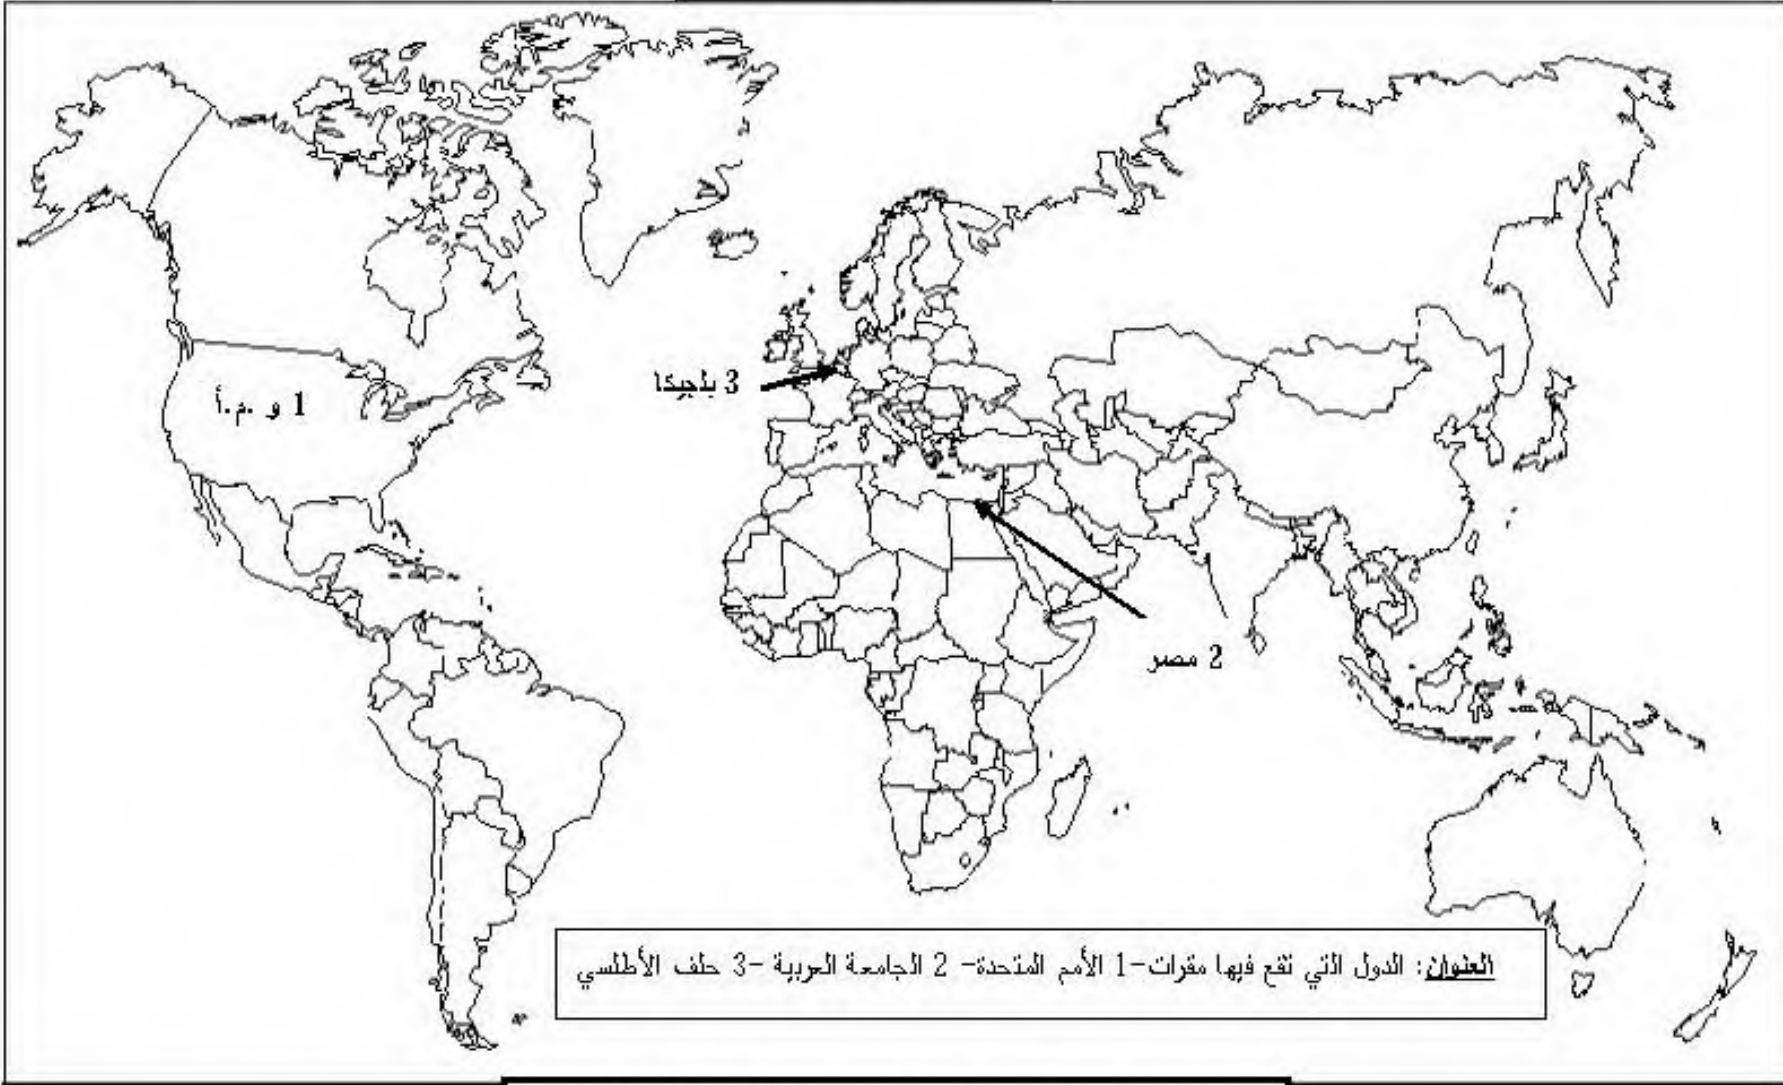 3 بلجيكا
1 و .م.أ
2 مصر
العنوان: الدول التي تقع فيها مقرات-1 الأمم المتحدة- 2 الجامعة العربية -3 حلف الأطلسي